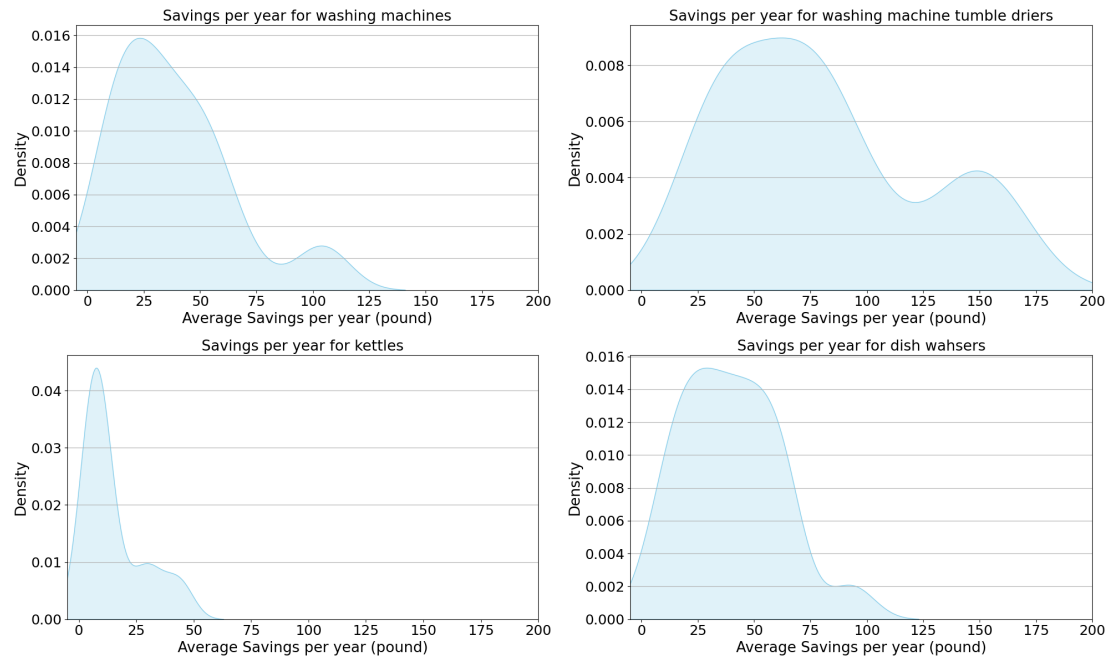 Savings per year for washing machines
0.016
0.014
0.012
0.010
0.008
0.006
0.004
0.002
0.000
Density
0 25 50 75 100 125 150 175 200
Average Savings per year (pound)
Savings per year for washing machine tumble driers
0.008
0.006
0.004
0.002
0.000
Density
0 25 50 75 100 125 150 175 200
Average Savings per year (pound)
Savings per year for kettles
0.04
0.03
0.02
0.01
0.00
Density
0 25 50 75 100 125 150 175 200
Average Savings per year (pound)
Savings per year for dish wahsers
0.016
0.014
0.012
0.010
0.008
0.006
0.004
0.002
0.000
Density
0 25 50 75 100 125 150 175 200
Average Savings per year (pound)